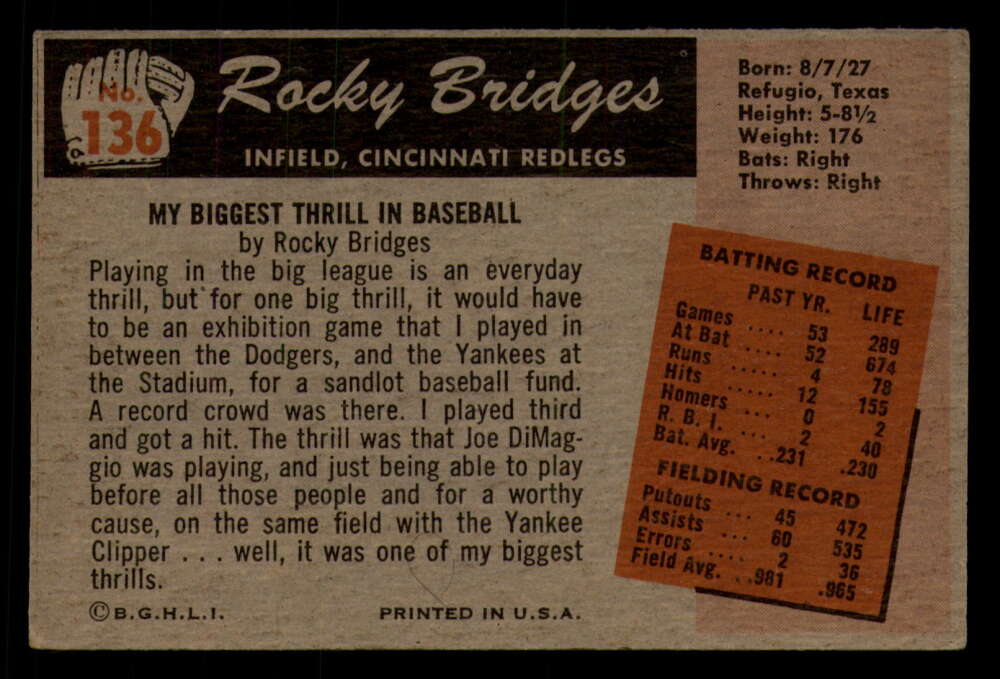 No.
136
Rocky Bridges
INFIELD, CINCINNATI REDLEGS
Born: 8/7/27
Refugio, Texas
Height: 5-8½
Weight: 176
Bats: Right
Throws: Right
MY BIGGEST THRILL IN BASEBALL
by Rocky Bridges
Playing in the big league is an everyday
thrill, but for one big thrill, it would have
to be an exhibition game that I played in
between the Dodgers, and the Yankees at
the Stadium, for a sandlot baseball fund.
A record crowd was there. I played third
and got a hit. The thrill was that Joe DiMag-
gio was playing, and just being able to play
before all those people and for a worthy
cause, on the same field with the Yankee
Clipper . . . well, it was one of my biggest
thrills.
©B.G.H.L.I. PRINTED IN U.S.A.
BATTING RECORD
PAST YR. LIFE
Games .... 53 289
At Bat .... 52 674
Runs ..... 4 78
Hits ..... 12 155
Homers ... 0 2
R. B. I. ... 2 40
Bat. Avg. ..231 .230
FIELDING RECORD
Putouts ... 45 472
Assists ... 60 535
Errors .... 2 36
Field Avg. ..981 .965